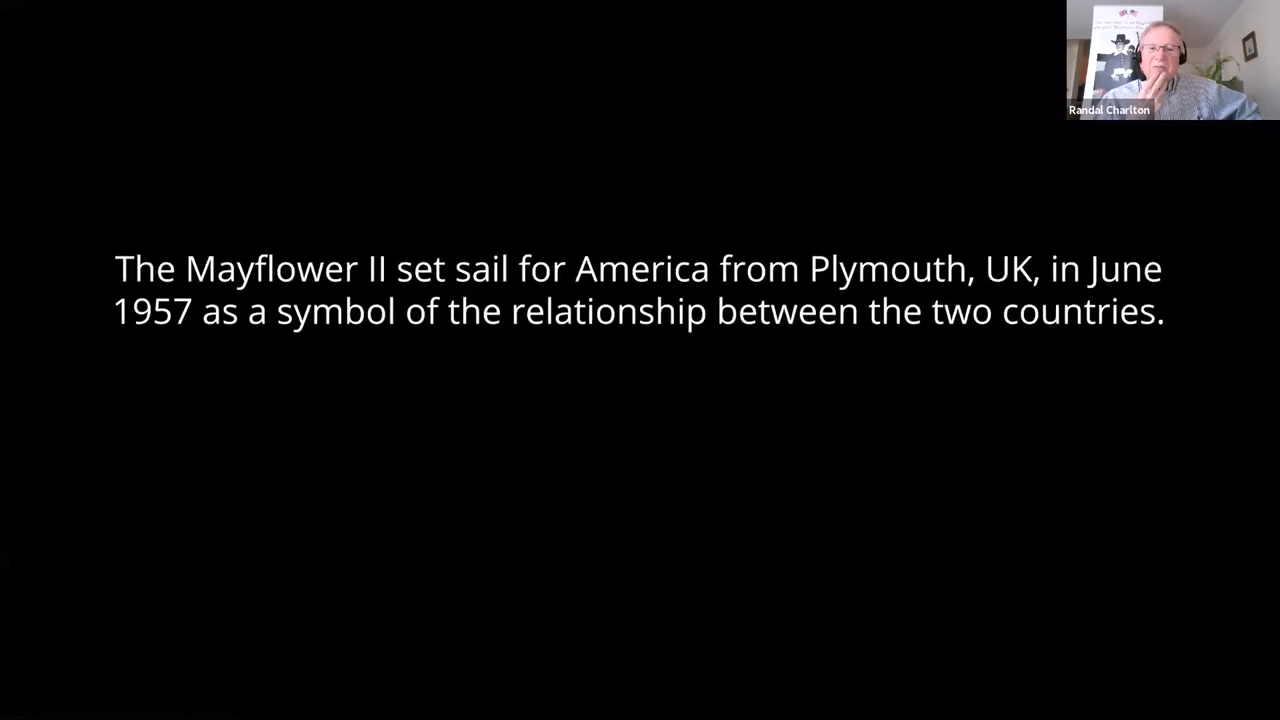 Randal Charlton
The Mayflower II set sail for America from Plymouth, UK, in June
1957 as a symbol of the relationship between the two countries.